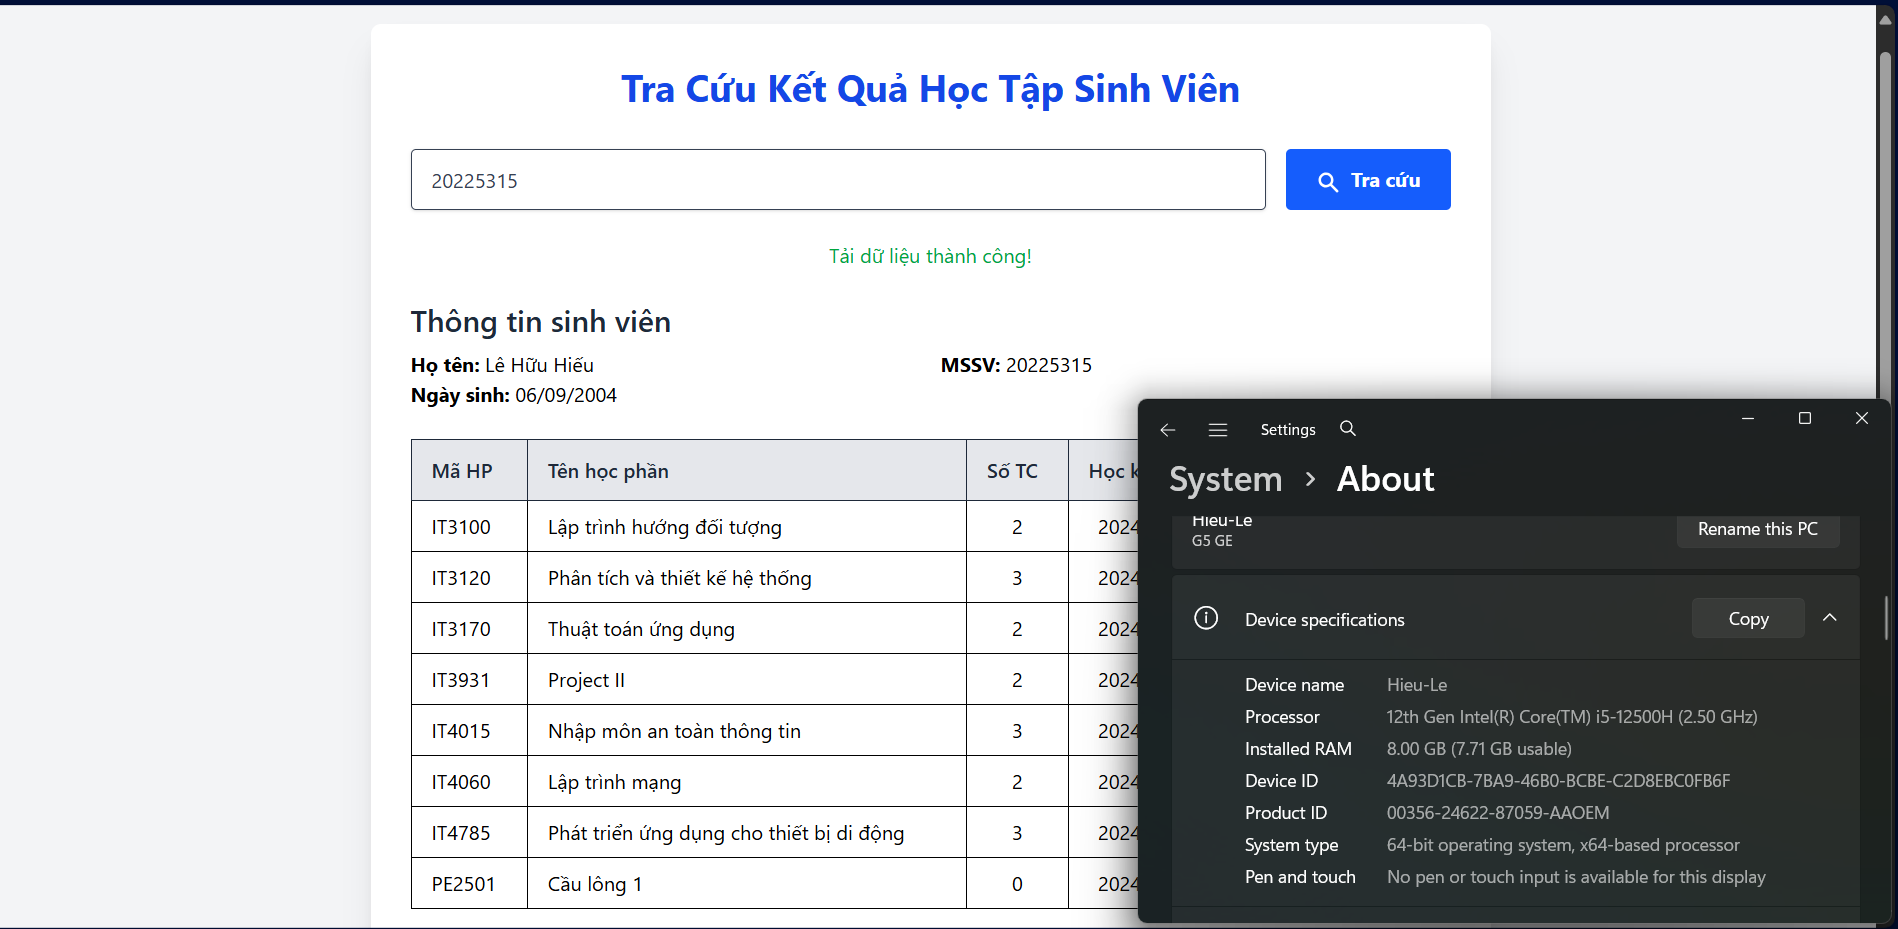 Tra Cứu Kết Quả Học Tập Sinh Viên
20225315
Tra cứu
Tải dữ liệu thành công!
Thông tin sinh viên
Họ tên: Lê Hữu Hiếu MSSV: 20225315
Ngày sinh: 06/09/2004
Mã HP Tên học phần Số TC Học
IT3100 Lập trình hướng đối tượng 2 2024
IT3120 Phân tích và thiết kế hệ thống 3 2024
IT3170 Thuật toán ứng dụng 2 2024
IT3931 Project II 2 2024
IT4015 Nhập môn an toàn thông tin 3 2024
IT4060 Lập trình mạng 2 2024
IT4785 Phát triển ứng dụng cho thiết bị di động 3 2024
PE2501 Cầu lông 1 0 2024
Settings
System > About
Hieu-Le
G5 GE
Rename this PC
Device specifications
Copy
Device name Hieu-Le
Processor 12th Gen Intel(R) Core(TM) i5-12500H (2.50 GHz)
Installed RAM 8.00 GB (7.71 GB usable)
Device ID 4A93D1CB-7BA9-46B0-BCBE-C2D8EBC0FB6F
Product ID 00356-24622-87059-AAOEM
System type 64-bit operating system, x64-based processor
Pen and touch No pen or touch input is available for this display